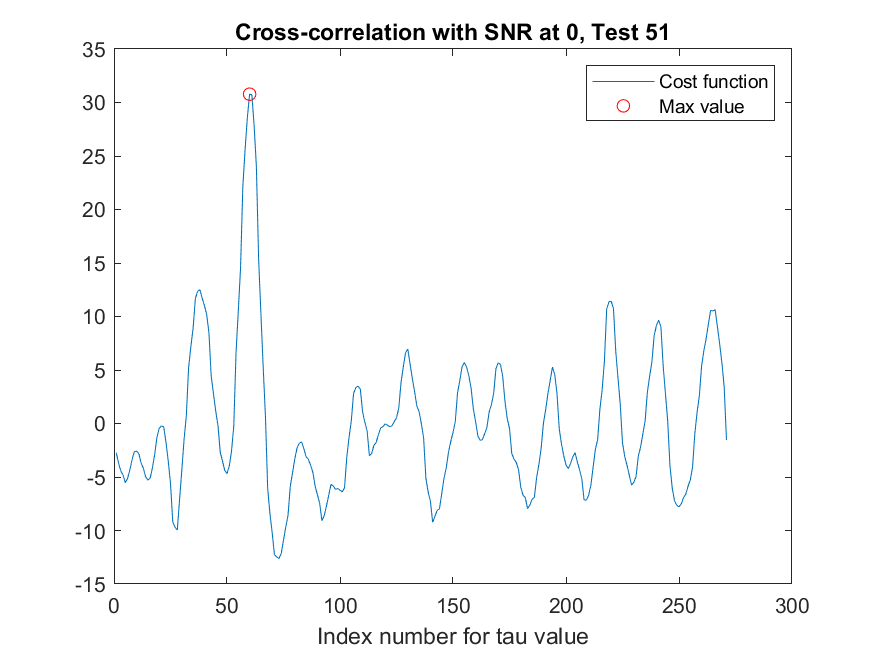 Cross-correlation with SNR at 0, Test 51
35
30
25
20
15
10
5
0
-5
-10
-15
Cost function
Max value
0 50 100 150 200 250 300
Index number for tau value